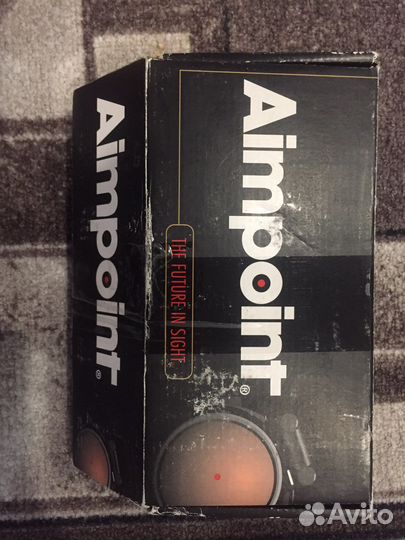 Aimpoint®
Aimpoint®
THE FUTURE IN SIGHT
Avito